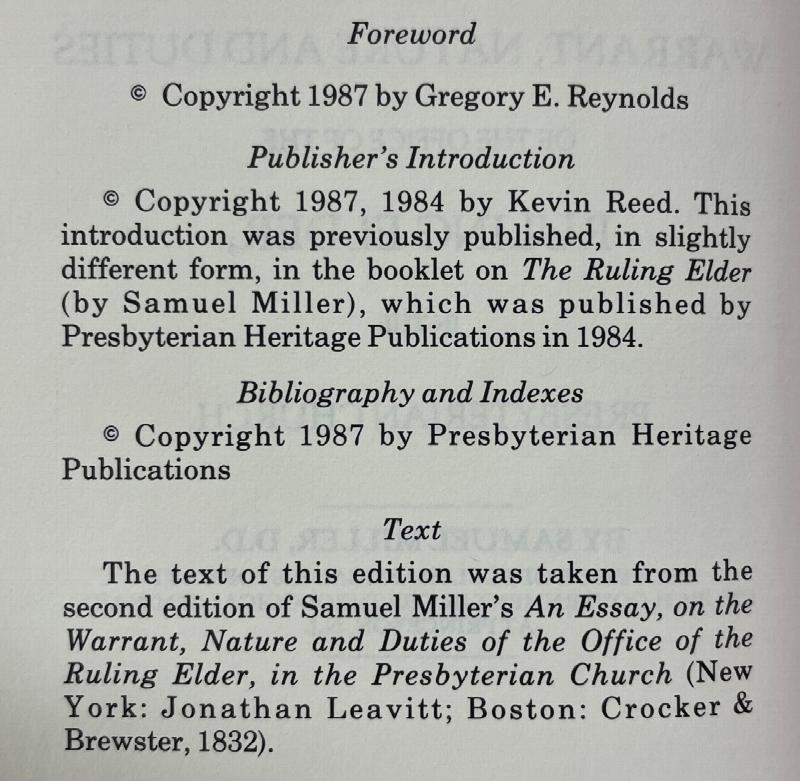 Foreword
© Copyright 1987 by Gregory E. Reynolds
Publisher's Introduction
© Copyright 1987, 1984 by Kevin Reed. This
introduction was previously published, in slightly
different form, in the booklet on The Ruling Elder
(by Samuel Miller), which was published by
Presbyterian Heritage Publications in 1984.
Bibliography and Indexes
© Copyright 1987 by Presbyterian Heritage
Publications
Text
The text of this edition was taken from the
second edition of Samuel Miller's An Essay, on the
Warrant, Nature and Duties of the Office of the
Ruling Elder, in the Presbyterian Church (New
York: Jonathan Leavitt; Boston: Crocker &
Brewster, 1832).